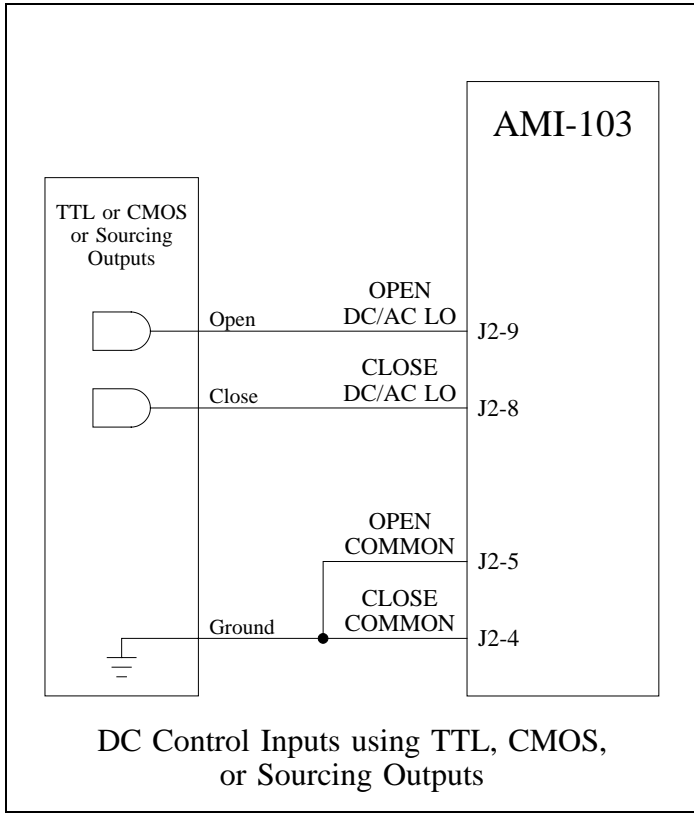 AMI-103
TTL or CMOS
or Sourcing
Outputs
OPEN
DC/AC LO
Open
J2-9
CLOSE
DC/AC LO
Close
J2-8
OPEN
COMMON
J2-5
CLOSE
COMMON
Ground
J2-4
DC Control Inputs using TTL, CMOS,
or Sourcing Outputs